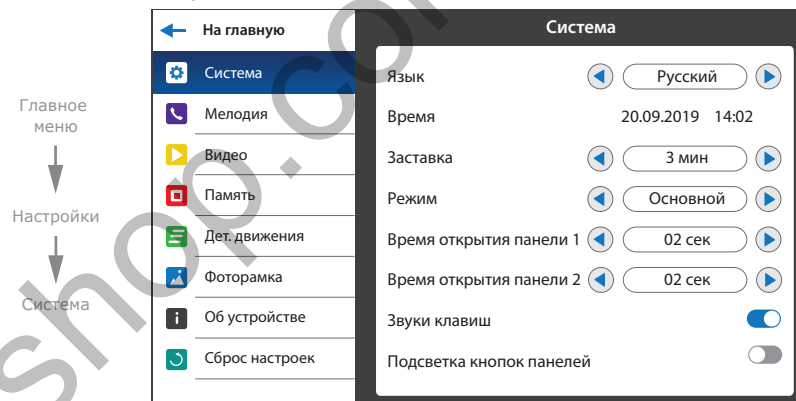 Главное
меню
Настройки
Система
На главную
Система
Мелодия
Видео
Память
Дет. движения
Фоторамка
Об устройстве
Сброс настроек
Система
Язык Русский
Время 20.09.2019 14:02
Заставка 3 мин
Режим Основной
Время открытия панели 1 02 сек
Время открытия панели 2 02 сек
Звуки клавиш
Подсветка кнопок панелей
shop.co